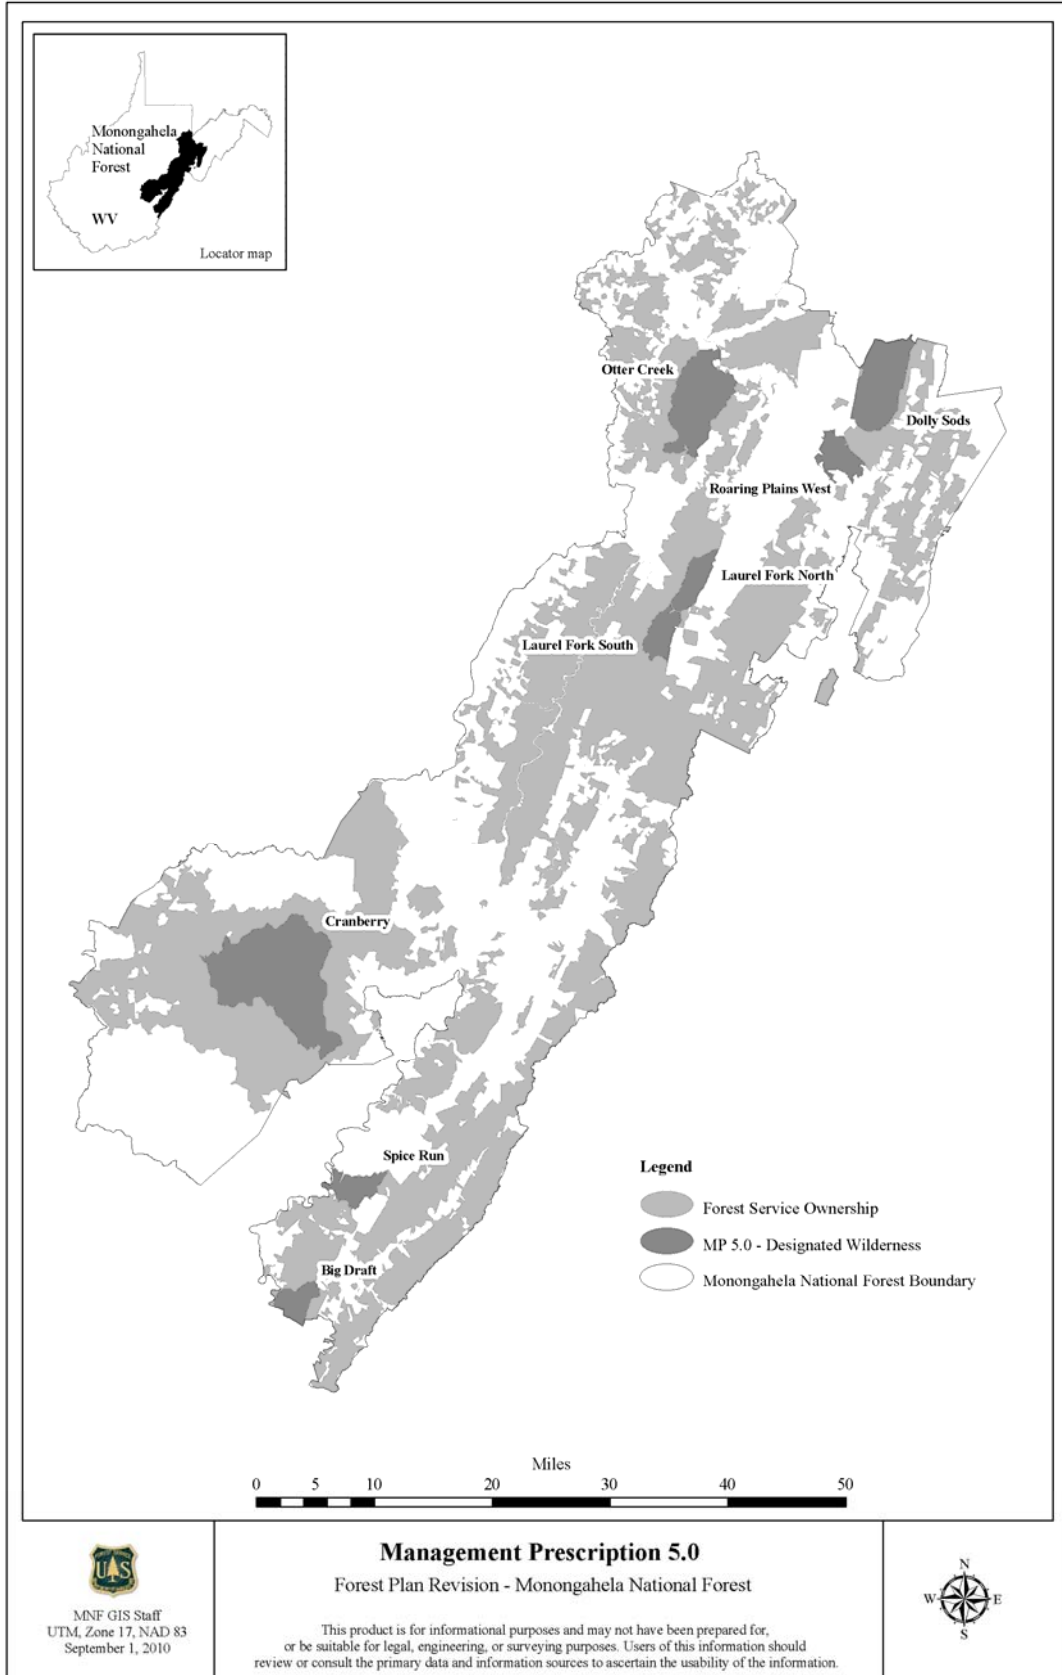 Monongahela
National
Forest
WV
Locator map
Otter Creek
Dolly Sods
Roaring Plains West
Laurel Fork North
Laurel Fork South
Cranberry
Spice Run
Big Draft
Legend
Forest Service Ownership
MP 5.0 - Designated Wilderness
Monongahela National Forest Boundary
Miles
0 5 10 20 30 40 50
US
MNF GIS Staff
UTM, Zone 17, NAD 83
September 1, 2010
Management Prescription 5.0
Forest Plan Revision - Monongahela National Forest
This product is for informational purposes and may not have been prepared for,
or be suitable for legal, engineering, or surveying purposes. Users of this information should
review or consult the primary data and information sources to ascertain the usability of the information.
N
W E
S